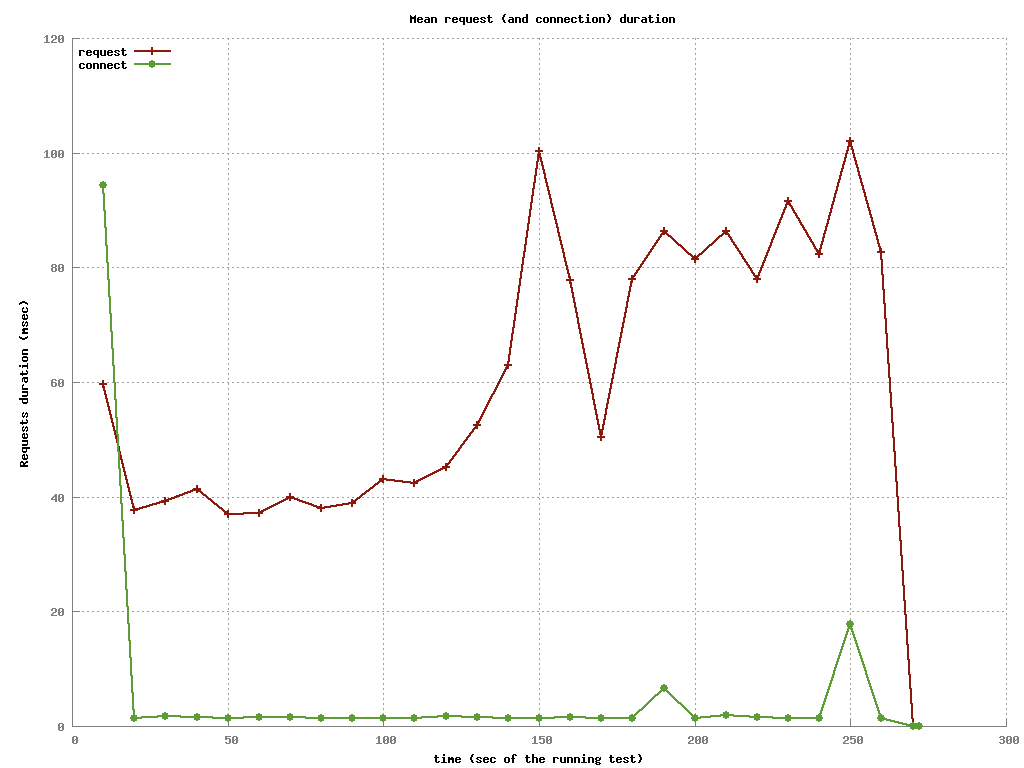 Mean request (and connection) duration
120
request
connect
100
80
60
40
20
0
Requests duration (msec)
0 50 100 150 200 250 300
time (sec of the running test)